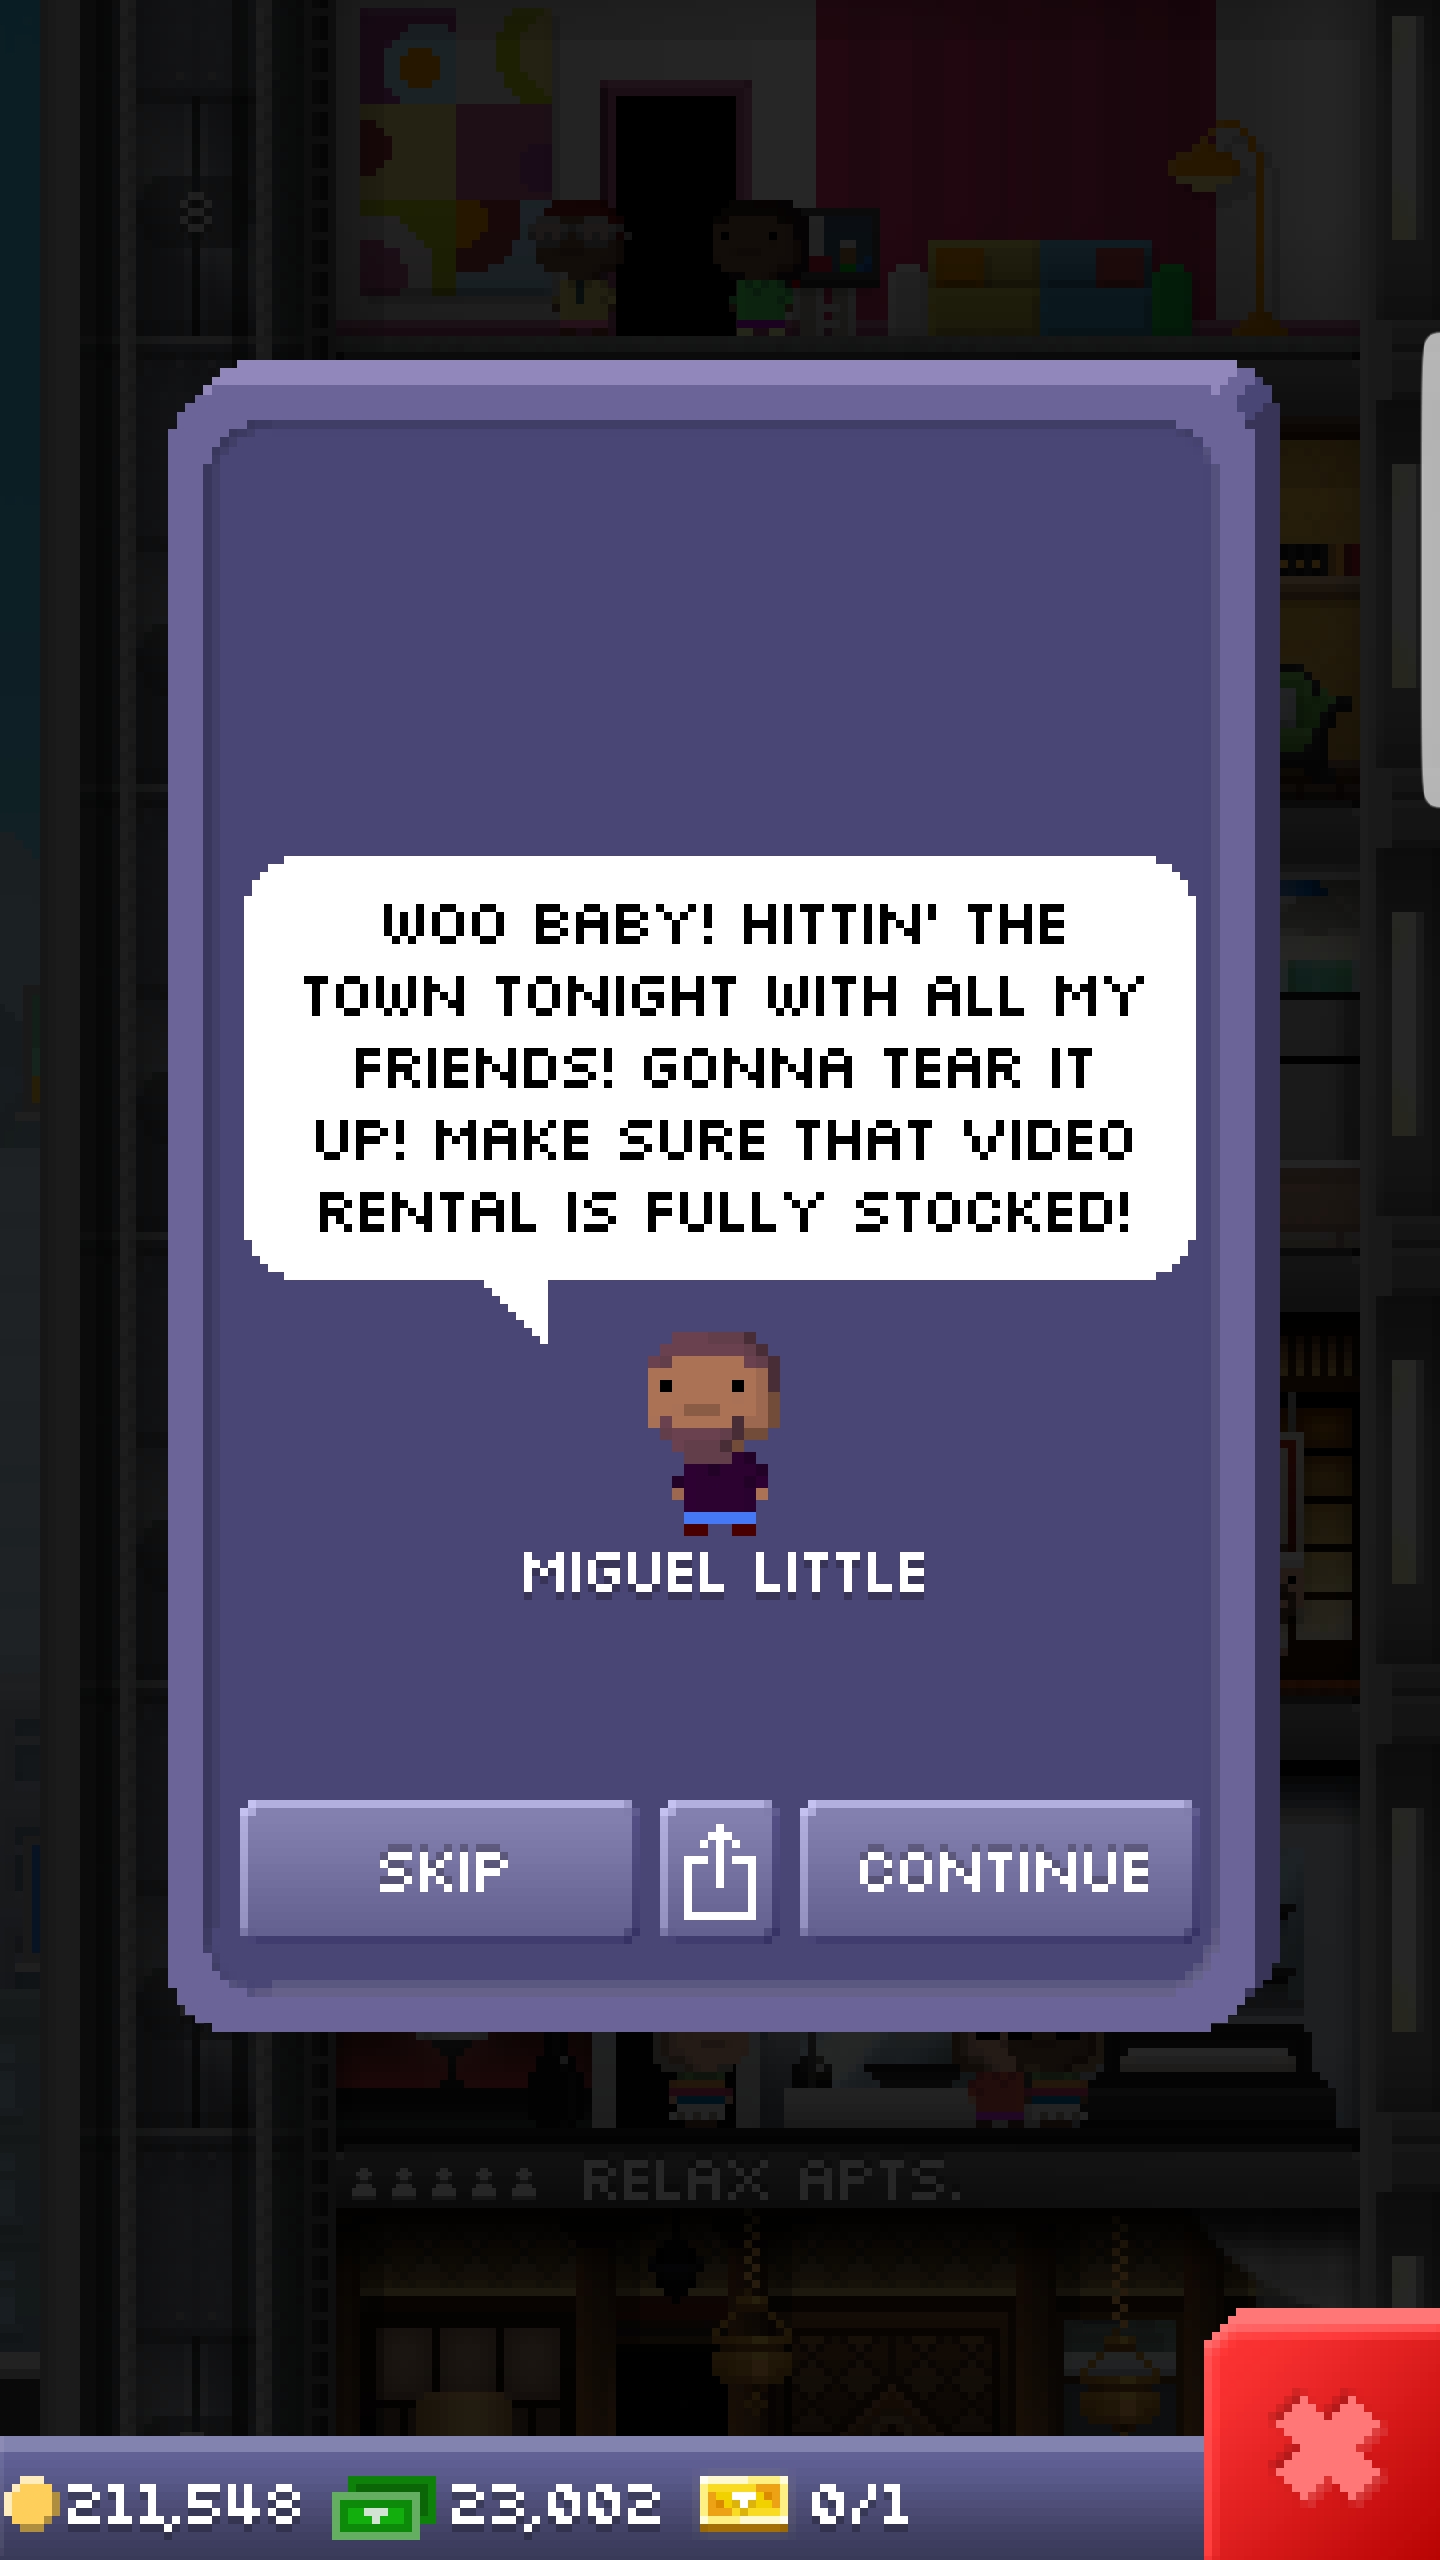 WOO BABY! HITTIN' THE
TOWN TONIGHT WITH ALL MY
FRIENDS! GONNA TEAR IT
UP! MAKE SURE THAT VIDEO
RENTAL IS FULLY STOCKED!
MIGUEL LITTLE
SKIP
CONTINUE
RELAX APTS.
211,548
23,002
0/1